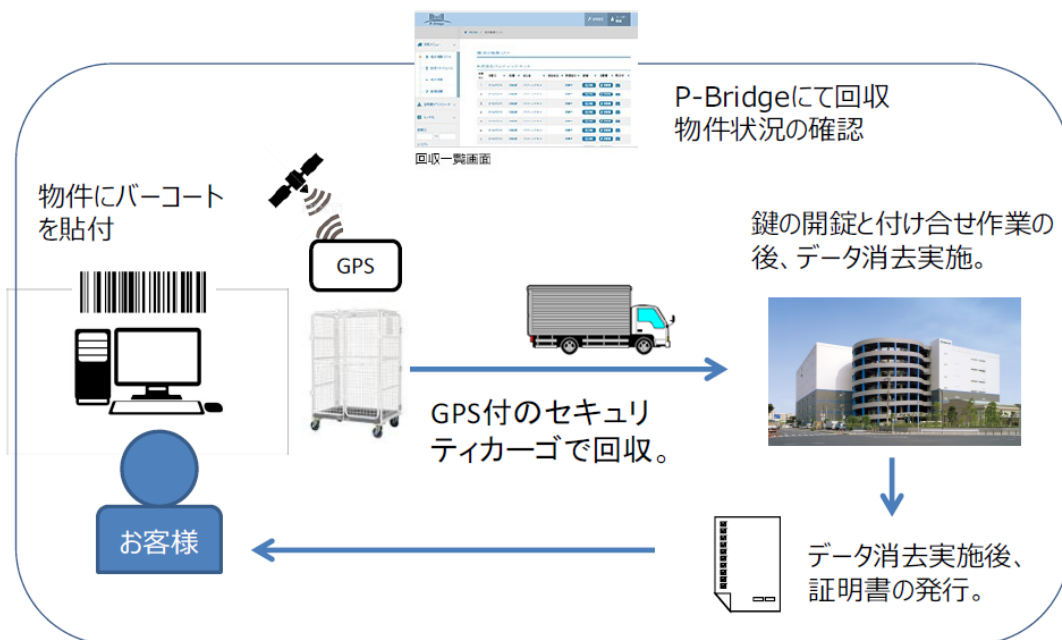 P-Bridge
回収一覧画面
P-Bridgeにて回収
物件状況の確認
物件にバーコート
を貼付
GPS
鍵の開錠と付け合せ作業の
後、データ消去実施。
GPS付のセキュリ
ティカーゴで回収。
お客様
データ消去実施後、
証明書の発行。